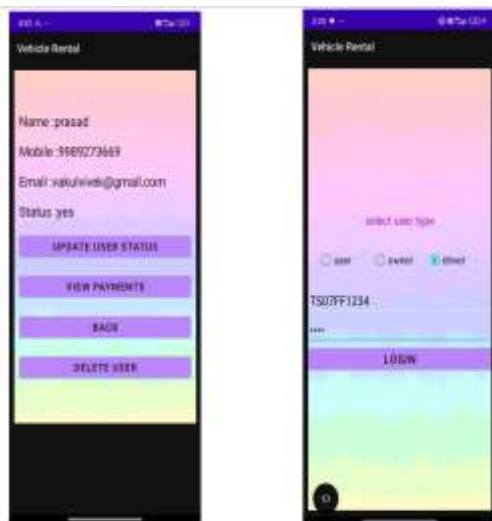 Vehicle Rental
Name :prasad
Mobile :9989273669
Email :vakulvivek@gmail.com
Status :yes
UPDATE USER STATUS
VIEW PAYMENTS
BACK
DELETE USER
Vehicle Rental
select user type
user
owner
driver
TS07FF1234
....
LOGIN